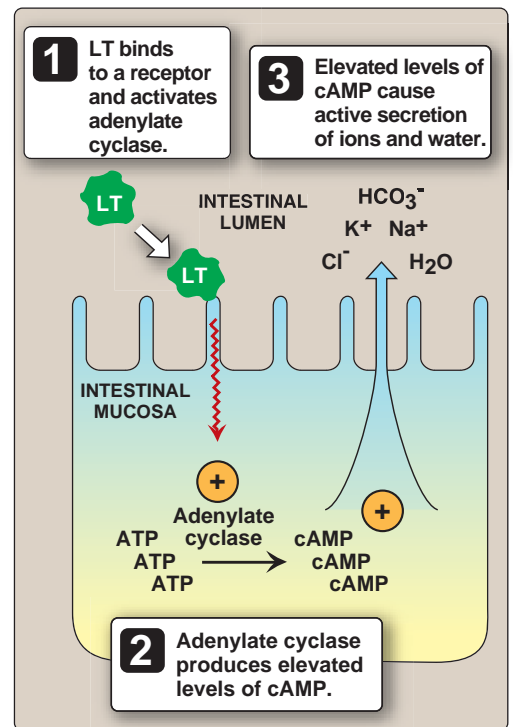 1
LT binds
to a receptor
and activates
adenylate
cyclase.
3
Elevated levels of
cAMP cause
active secretion
of ions and water.
LT
INTESTINAL
LUMEN
HCO₃⁻
K⁺ Na⁺
Cl⁻ H₂O
LT
INTESTINAL
MUCOSA
+
Adenylate
cyclase
ATP
ATP
ATP
+
cAMP
cAMP
cAMP
2
Adenylate cyclase
produces elevated
levels of cAMP.